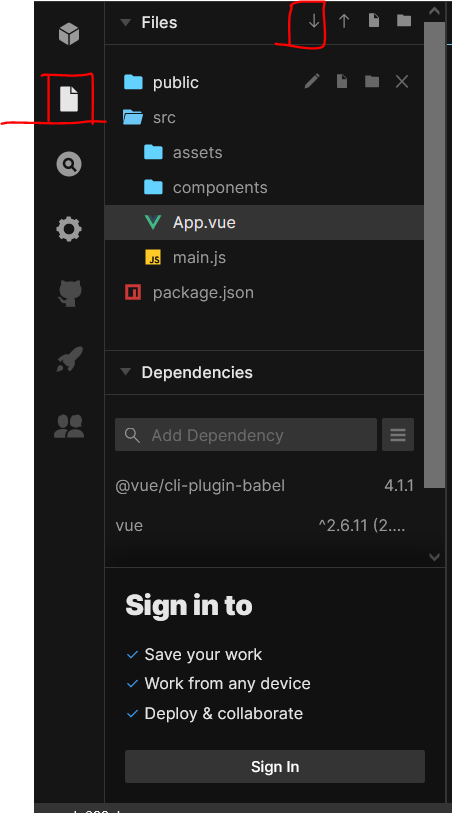 Files
public
src
assets
components
App.vue
JS main.js
package.json
Dependencies
Add Dependency
@vue/cli-plugin-babel 4.1.1
vue ^2.6.11 (2....
Sign in to
Save your work
Work from any device
Deploy & collaborate
Sign In